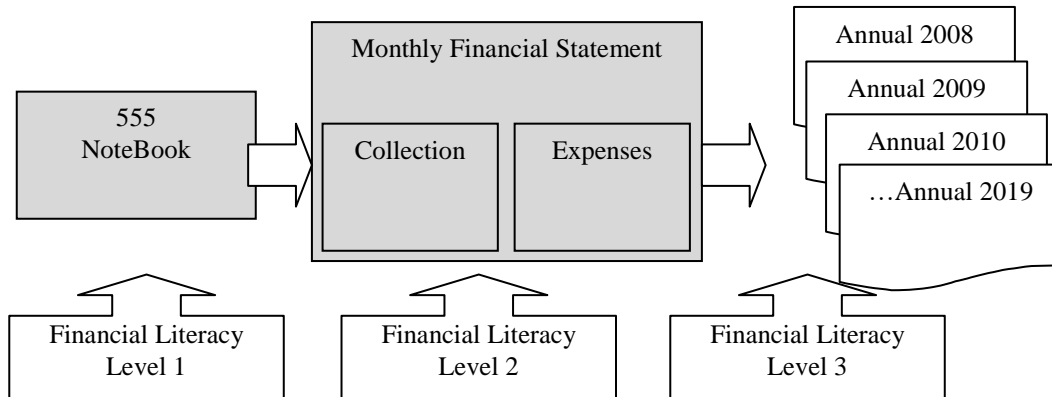 555
NoteBook
Monthly Financial Statement
Collection
Expenses
Annual 2008
Annual 2009
Annual 2010
…Annual 2019
Financial Literacy
Level 1
Financial Literacy
Level 2
Financial Literacy
Level 3